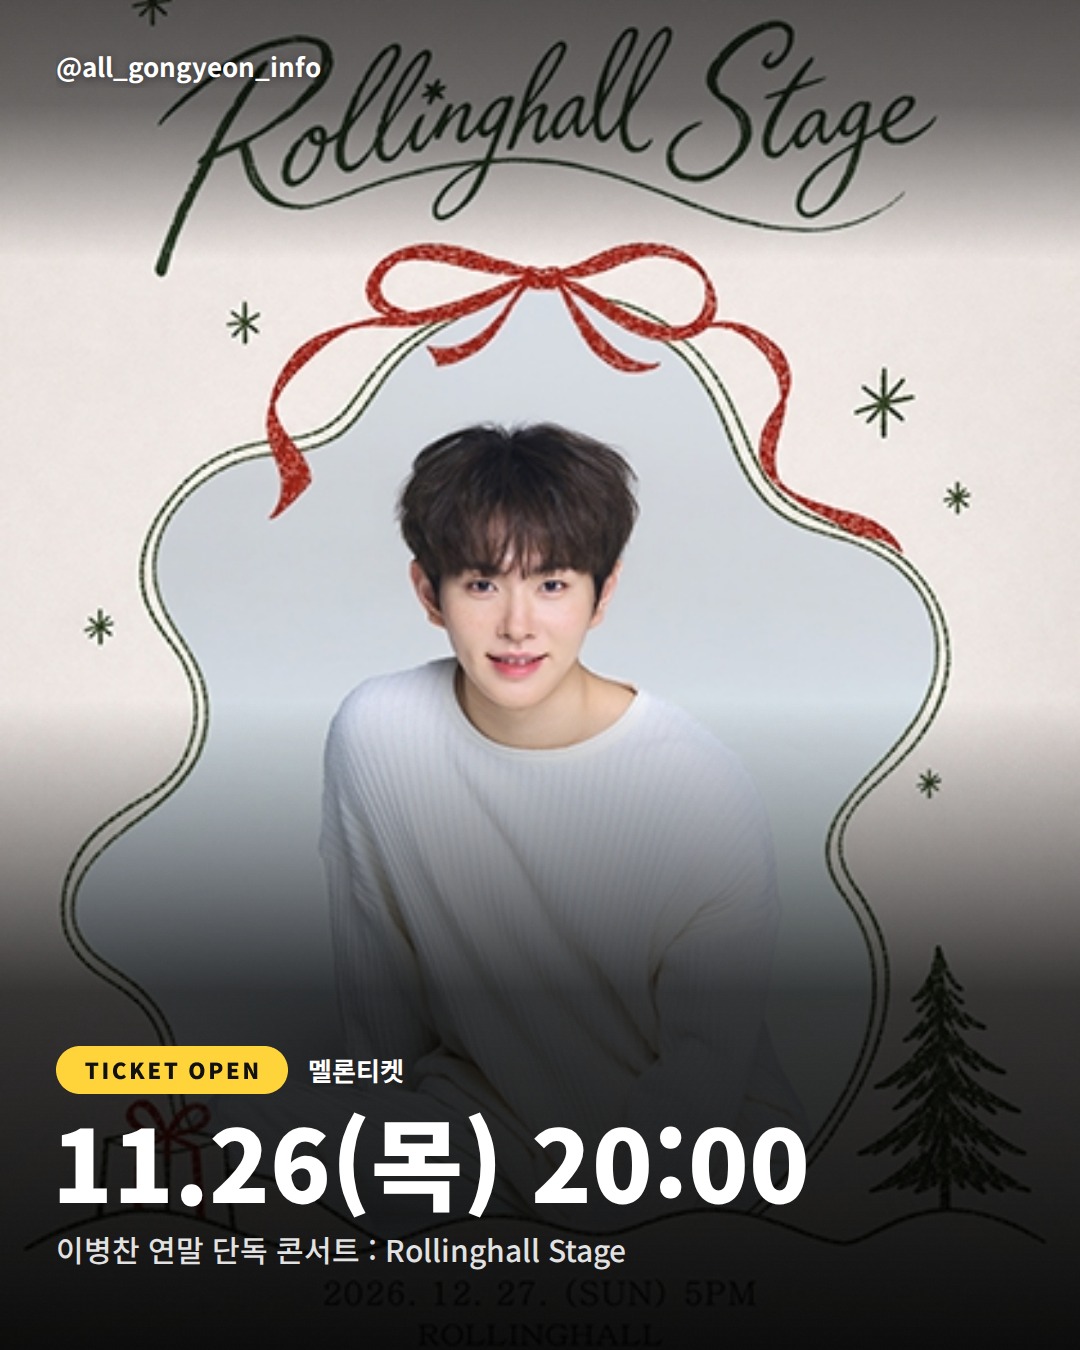 @all_gongyeon_info
Rollinghall Stage
TICKET OPEN 멜론티켓
11.26(목) 20:00
이병찬 연말 단독 콘서트 : Rollinghall Stage
2026. 12. 27. (SUN) 5PM
ROLLINGHALL